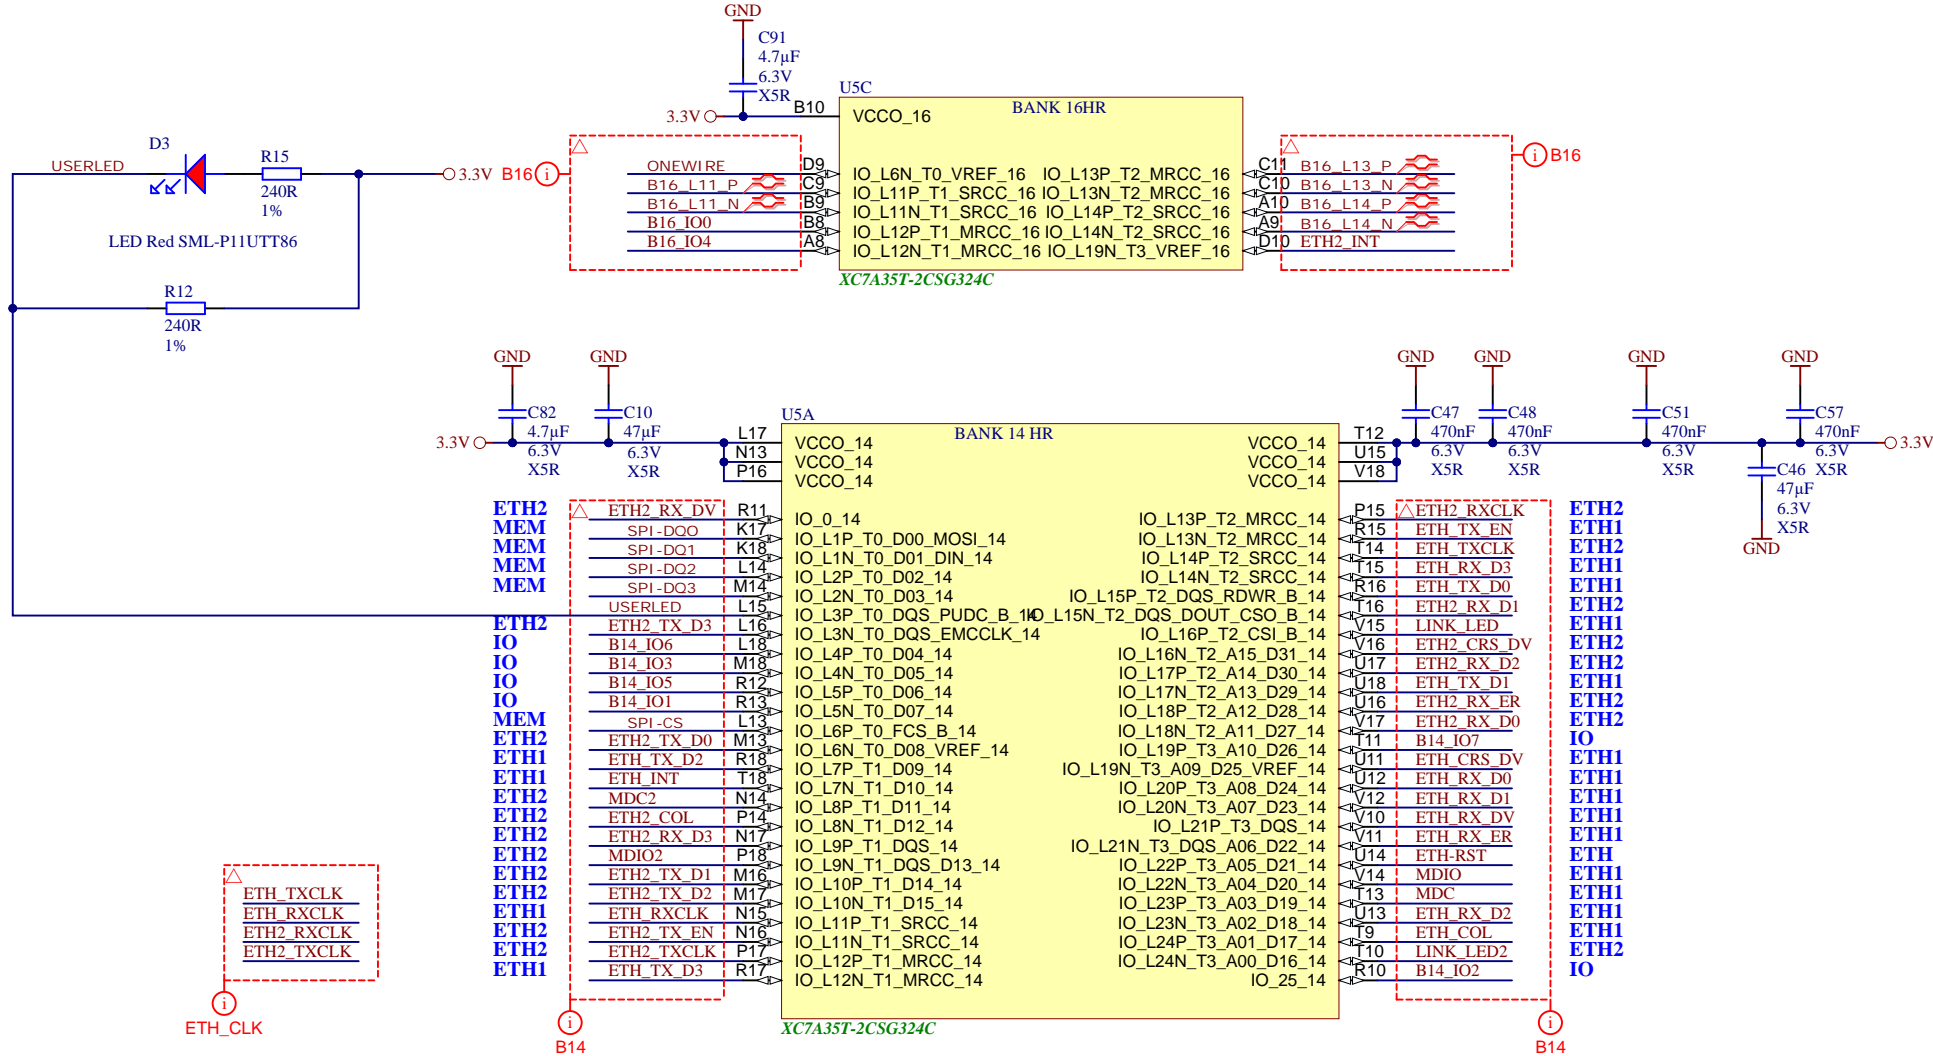 GND
C91
4.7µF
6.3V
X5R
U5C
B10
3.3V
VCCO_16
BANK 16HR
D3
USERLED
R15
240R
1%
3.3V
LED Red SML-P11UTT86
R12
240R
1%
B16
ONEWIRE
D9
IO_L6N_T0_VREF_16
IO_L13P_T2_MRCC_16
C11
B16_L13_P
B16
B16_L11_P
C9
IO_L11P_T1_SRCC_16
IO_L13N_T2_MRCC_16
C10
B16_L13_N
B16_L11_N
B9
IO_L11N_T1_SRCC_16
IO_L14P_T2_SRCC_16
A10
B16_L14_P
B16_IO0
B8
IO_L12P_T1_MRCC_16
IO_L14N_T2_SRCC_16
A9
B16_L14_N
B16_IO4
A8
IO_L12N_T1_MRCC_16
IO_L19N_T3_VREF_16
D10
ETH2_INT
XC7A35T-2CSG324C
GND
C82
4.7µF
6.3V
X5R
GND
C10
47µF
6.3V
X5R
3.3V
GND
C47
470nF
6.3V
X5R
GND
C48
470nF
6.3V
X5R
GND
C51
470nF
6.3V
X5R
GND
C57
470nF
6.3V
X5R
C46
47µF
6.3V
X5R
GND
3.3V
U5A
BANK 14 HR
L17 VCCO_14 VCCO_14 T12
N13 VCCO_14 VCCO_14 U15
P16 VCCO_14 VCCO_14 V18
ETH2 ETH2_RX_DV R11 IO_0_14 IO_L13P_T2_MRCC_14 P15 ETH2_RXCLK ETH2
MEM SPI-DQ0 K17 IO_L1P_T0_D00_MOSI_14 IO_L13N_T2_MRCC_14 R15 ETH_TX_EN ETH1
MEM SPI-DQ1 K18 IO_L1N_T0_D01_DIN_14 IO_L14P_T2_SRCC_14 T14 ETH_TXCLK ETH2
MEM SPI-DQ2 L14 IO_L2P_T0_D02_14 IO_L14N_T2_SRCC_14 T15 ETH_RX_D3 ETH1
MEM SPI-DQ3 M14 IO_L2N_T0_D03_14 IO_L15P_T2_DQS_RDWR_B_14 R16 ETH_TX_D0 ETH1
USERLED L15 IO_L3P_T0_DQS_PUDC_B_14 IO_L15N_T2_DQS_DOUT_CSO_B_14 T16 ETH2_RX_D1 ETH2
ETH2 ETH2_TX_D3 L16 IO_L3N_T0_DQS_EMCCLK_14 IO_L16P_T2_CSI_B_14 V15 LINK_LED ETH1
IO B14_IO6 L18 IO_L4P_T0_D04_14 IO_L16N_T2_A15_D31_14 V16 ETH2_CRS_DV ETH2
IO B14_IO3 M18 IO_L4N_T0_D05_14 IO_L17P_T2_A14_D30_14 U17 ETH2_RX_D2 ETH2
IO B14_IO5 R12 IO_L5P_T0_D06_14 IO_L17N_T2_A13_D29_14 U18 ETH_TX_D1 ETH1
IO B14_IO1 R13 IO_L5N_T0_D07_14 IO_L18P_T2_A12_D28_14 U16 ETH2_RX_ER ETH2
MEM SPI-CS L13 IO_L6P_T0_FCS_B_14 IO_L18N_T2_A11_D27_14 V17 ETH2_RX_D0 ETH2
ETH2 ETH2_TX_D0 M13 IO_L6N_T0_D08_VREF_14 IO_L19P_T3_A10_D26_14 T11 B14_IO7 IO
ETH1 ETH_TX_D2 R18 IO_L7P_T1_D09_14 IO_L19N_T3_A09_D25_VREF_14 U11 ETH_CRS_DV ETH1
ETH1 ETH_INT T18 IO_L7N_T1_D10_14 IO_L20P_T3_A08_D24_14 U12 ETH_RX_D0 ETH1
ETH2 MDC2 N14 IO_L8P_T1_D11_14 IO_L20N_T3_A07_D23_14 V12 ETH_RX_D1 ETH1
ETH2 ETH2_COL P14 IO_L8N_T1_D12_14 IO_L21P_T3_DQS_14 V10 ETH_RX_DV ETH1
ETH2 ETH2_RX_D3 N17 IO_L9P_T1_DQS_14 IO_L21N_T3_DQS_A06_D22_14 V11 ETH_RX_ER ETH1
ETH2 MDIO2 P18 IO_L9N_T1_DQS_D13_14 IO_L22P_T3_A05_D21_14 U14 ETH-RST ETH
ETH2 ETH2_TX_D1 M16 IO_L10P_T1_D14_14 IO_L22N_T3_A04_D20_14 V14 MDIO ETH1
ETH2 ETH2_TX_D2 M17 IO_L10N_T1_D15_14 IO_L23P_T3_A03_D19_14 T13 MDC ETH1
ETH1 ETH_RXCLK N15 IO_L11P_T1_SRCC_14 IO_L23N_T3_A02_D18_14 U13 ETH_RX_D2 ETH1
ETH2 ETH2_TX_EN N16 IO_L11N_T1_SRCC_14 IO_L24P_T3_A01_D17_14 T9 ETH_COL ETH1
ETH2 ETH2_TXCLK P17 IO_L12P_T1_MRCC_14 IO_L24N_T3_A00_D16_14 T10 LINK_LED2 ETH2
ETH1 ETH_TX_D3 R17 IO_L12N_T1_MRCC_14 IO_25_14 R10 B14_IO2 IO
XC7A35T-2CSG324C
ETH_TXCLK
ETH_RXCLK
ETH2_RXCLK
ETH2_TXCLK
i
ETH_CLK
i
B14
i
B14